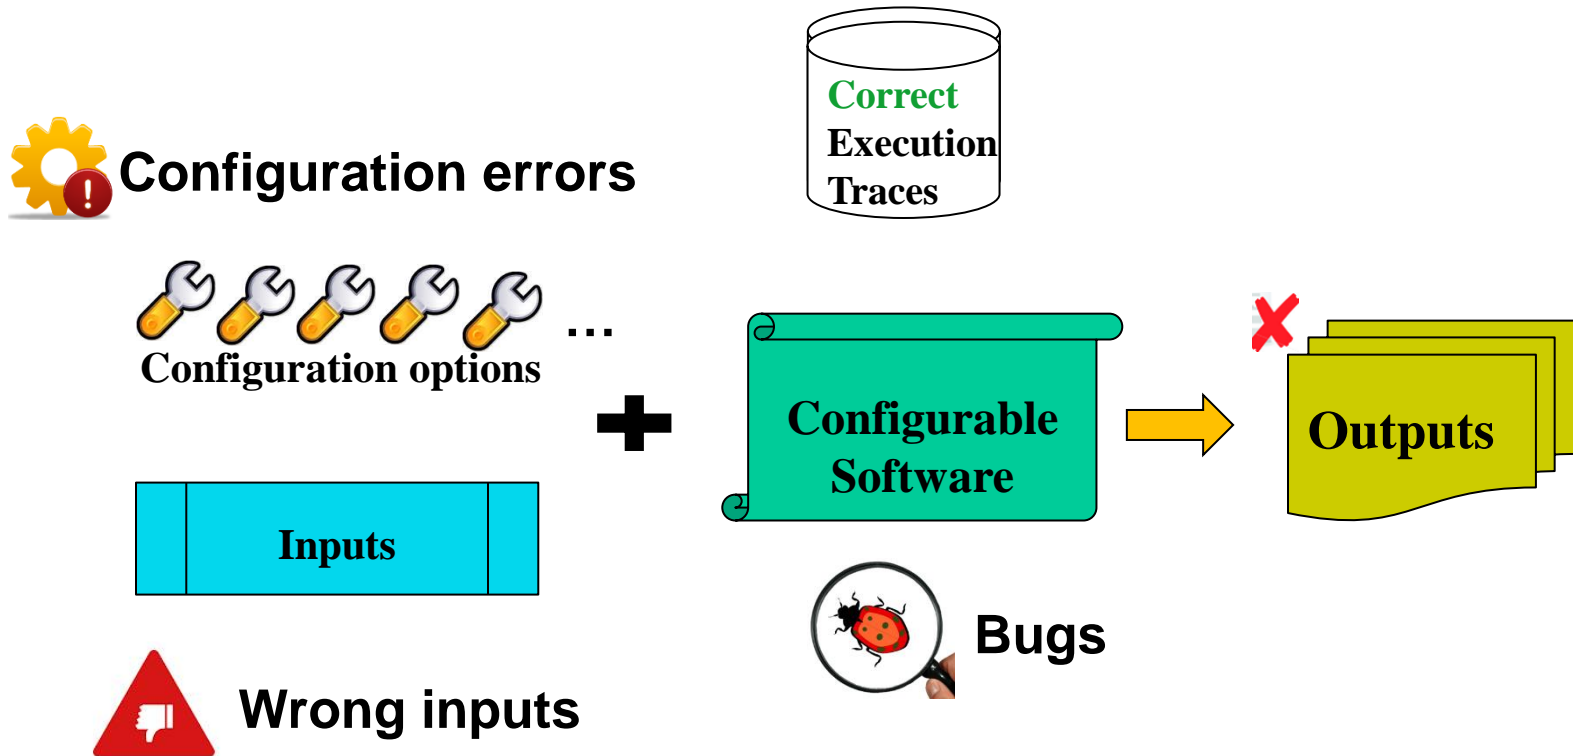 Correct
Execution
Traces
Configuration errors
...
Configuration options
Configurable
Software
Outputs
Inputs
Bugs
Wrong inputs